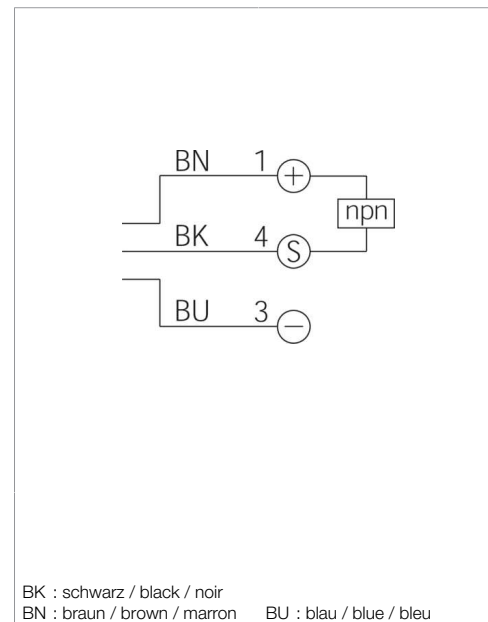 BN 1 +
npn
BK 4 S
BU 3 −
BK : schwarz / black / noir
BN : braun / brown / marron BU : blau / blue / bleu